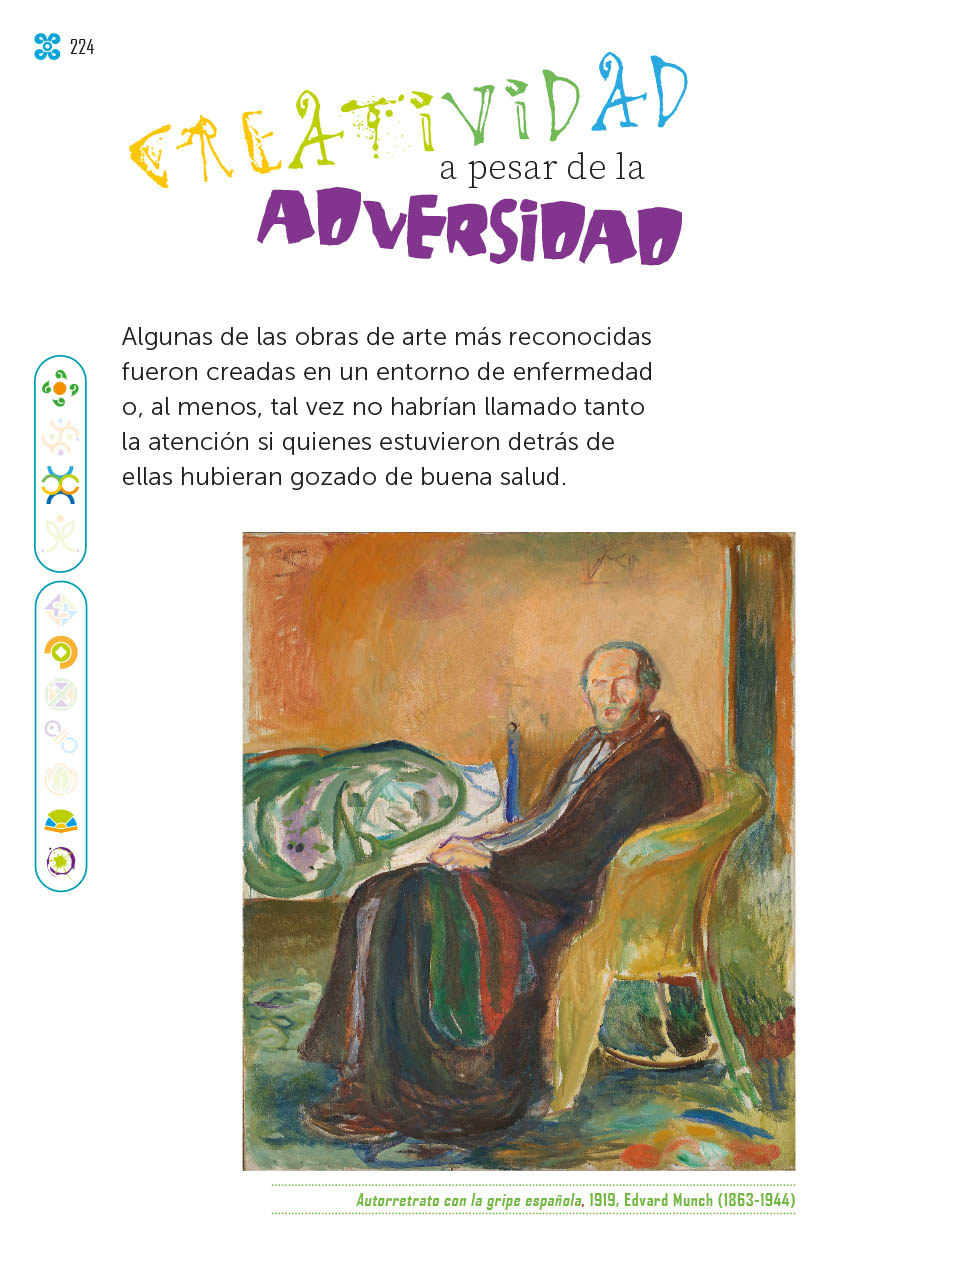 224
CREATIVIDAD
a pesar de la
ADVERSIDAD
Algunas de las obras de arte más reconocidas
fueron creadas en un entorno de enfermedad
o, al menos, tal vez no habrían llamado tanto
la atención si quienes estuvieron detrás de
ellas hubieran gozado de buena salud.
Autorretrato con la gripe española, 1919, Edvard Munch (1863-1944)